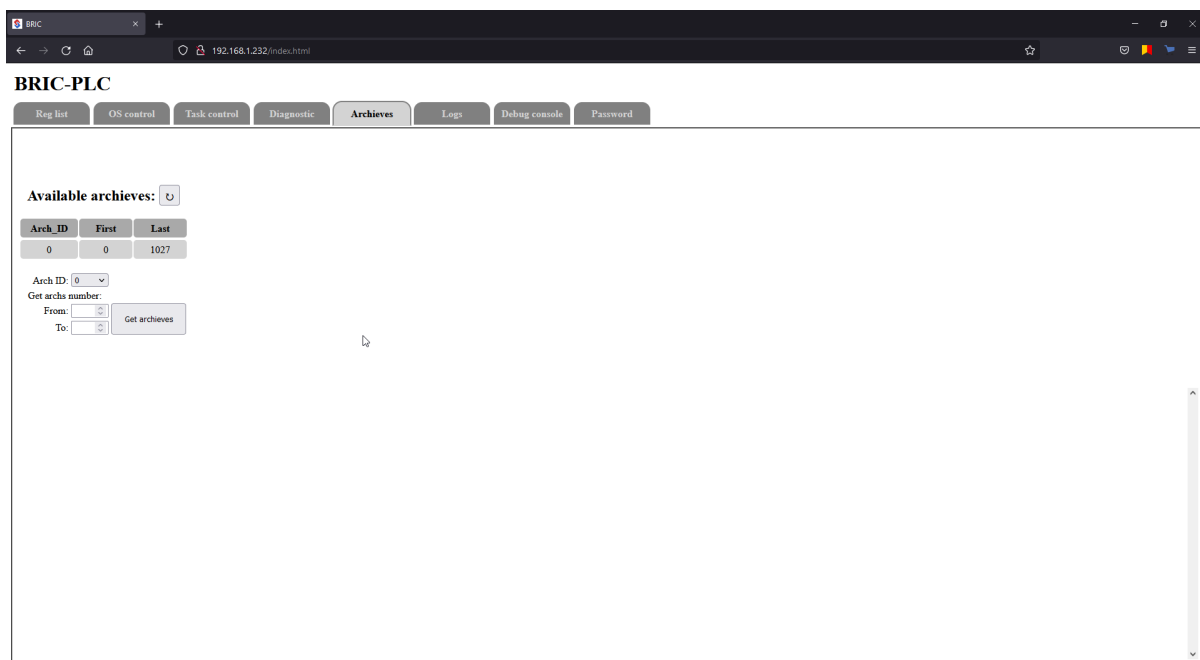 BRIC
192.168.1.232/index.html
BRIC-PLC
Reg list OS control Task control Diagnostic Archieves Logs Debug console Password
Available archieves:
Arch_ID First Last
0 0 1027
Arch ID: 0
Get archs number:
From:
Get archieves
To: